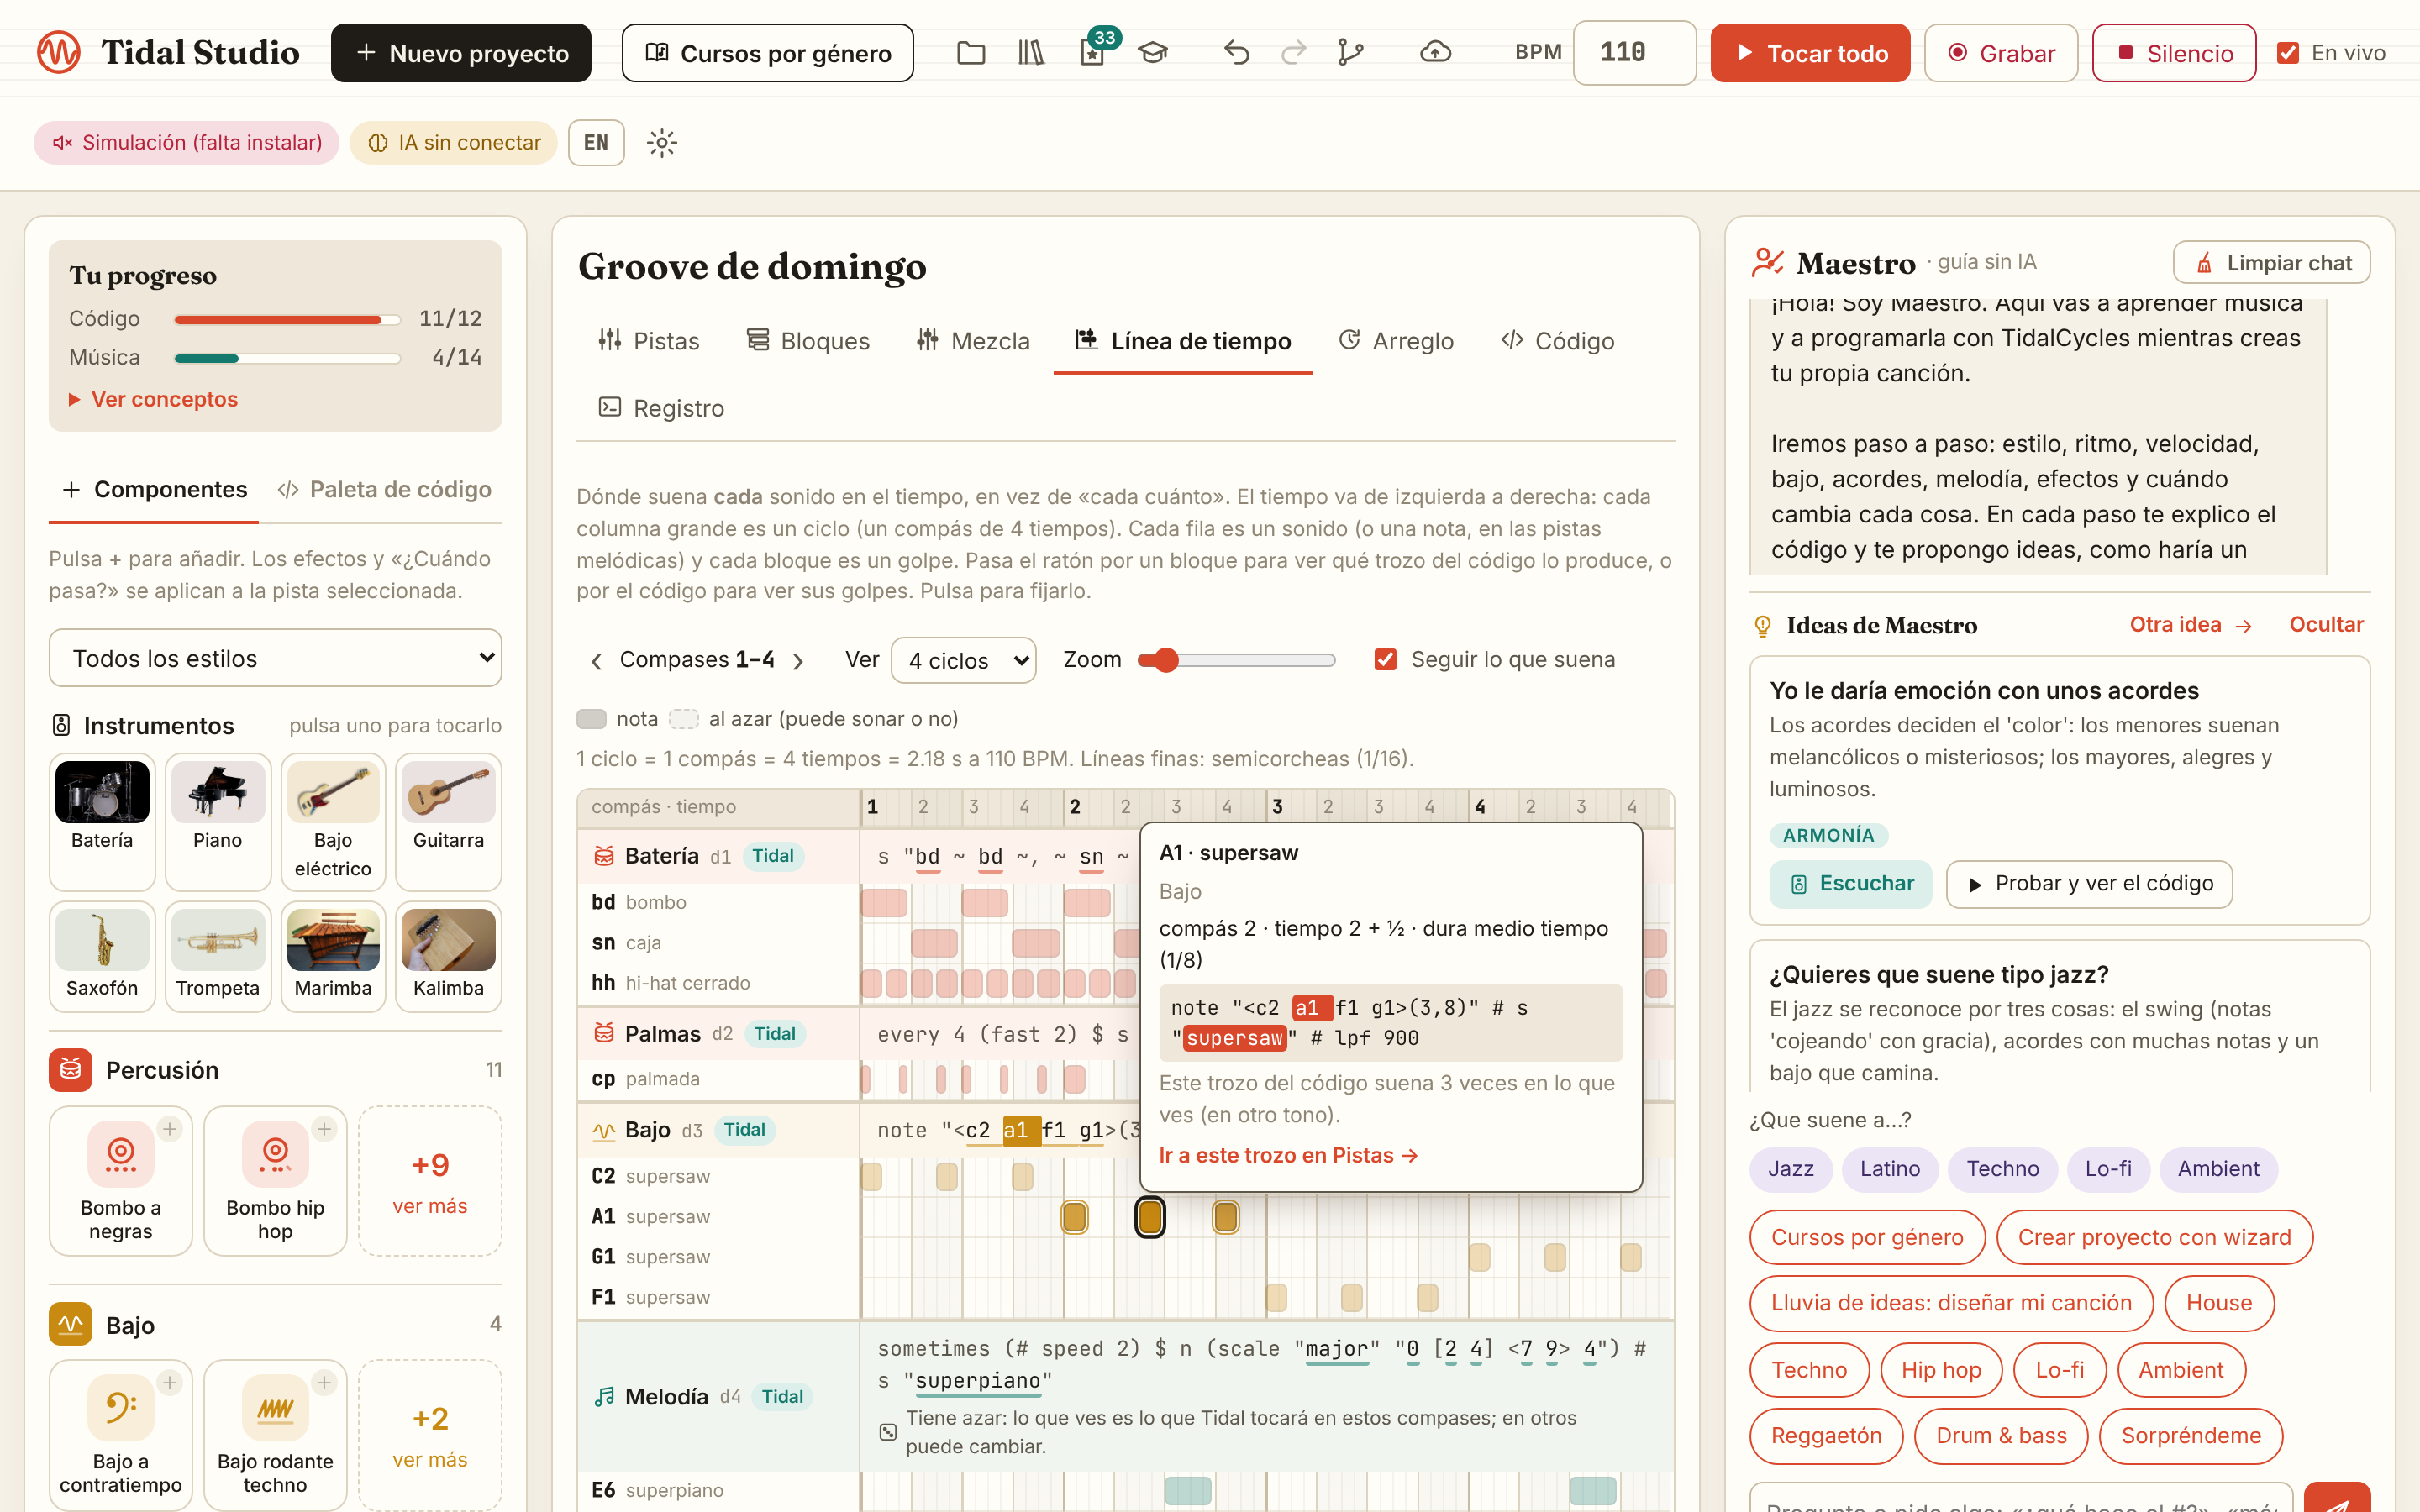 Tidal Studio
Nuevo proyecto
Cursos por género
33
BPM
110
Tocar todo
Grabar
Silencio
En vivo
Simulación (falta instalar)
IA sin conectar
EN
Tu progreso
Código
11/12
Música
4/14
Ver conceptos
Componentes
Paleta de código
Pulsa + para añadir. Los efectos y «¿Cuándo
pasa?» se aplican a la pista seleccionada.
Todos los estilos
Instrumentos
pulsa uno para tocarlo
Batería
Piano
Bajo
eléctrico
Guitarra
Saxofón
Trompeta
Marimba
Kalimba
Percusión
11
Bombo a
negras
Bombo hip
hop
+9
ver más
Bajo
4
Bajo a
contratiempo
Bajo rodante
techno
+2
ver más
Groove de domingo
Pistas
Bloques
Mezcla
Línea de tiempo
Arreglo
Código
Registro
Dónde suena cada sonido en el tiempo, en vez de «cada cuánto». El tiempo va de izquierda a derecha: cada
columna grande es un ciclo (un compás de 4 tiempos). Cada fila es un sonido (o una nota, en las pistas
melódicas) y cada bloque es un golpe. Pasa el ratón por un bloque para ver qué trozo del código lo produce, o
por el código para ver sus golpes. Pulsa para fijarlo.
Compases 1–4
Ver
4 ciclos
Zoom
Seguir lo que suena
nota
al azar (puede sonar o no)
1 ciclo = 1 compás = 4 tiempos = 2.18 s a 110 BPM. Líneas finas: semicorcheas (1/16).
compás · tiempo
1 2 3 4 2 2 3 4 3 2 3 4 4 2 3 4
Batería d1 Tidal
s "bd ~ bd ~, ~ sn ~
bd bombo
sn caja
hh hi-hat cerrado
Palmas d2 Tidal
every 4 (fast 2) $ s
cp palmada
Bajo d3 Tidal
note "<c2 a1 f1 g1>(3
C2 supersaw
A1 supersaw
G1 supersaw
F1 supersaw
Melodía d4 Tidal
sometimes (# speed 2) $ n (scale "major" "0 [2 4] <7 9> 4") #
s "superpiano"
Tiene azar: lo que ves es lo que Tidal tocará en estos compases; en otros
puede cambiar.
E6 superpiano
A1 · supersaw
Bajo
compás 2 · tiempo 2 + ½ · dura medio tiempo
(1/8)
note "<c2 a1 f1 g1>(3,8)" # s
"supersaw" # lpf 900
Este trozo del código suena 3 veces en lo que
ves (en otro tono).
Ir a este trozo en Pistas →
Maestro
· guía sin IA
Limpiar chat
¡Hola! Soy Maestro. Aquí vas a aprender música
y a programarla con TidalCycles mientras creas
tu propia canción.
Iremos paso a paso: estilo, ritmo, velocidad,
bajo, acordes, melodía, efectos y cuándo
cambia cada cosa. En cada paso te explico el
código y te propongo ideas, como haría un
Ideas de Maestro
Otra idea →
Ocultar
Yo le daría emoción con unos acordes
Los acordes deciden el 'color': los menores suenan
melancólicos o misteriosos; los mayores, alegres y
luminosos.
ARMONÍA
Escuchar
Probar y ver el código
¿Quieres que suene tipo jazz?
El jazz se reconoce por tres cosas: el swing (notas
'cojeando' con gracia), acordes con muchas notas y un
bajo que camina.
¿Que suene a...?
Jazz
Latino
Techno
Lo-fi
Ambient
Cursos por género
Crear proyecto con wizard
Lluvia de ideas: diseñar mi canción
House
Techno
Hip hop
Lo-fi
Ambient
Reggaetón
Drum & bass
Sorpréndeme